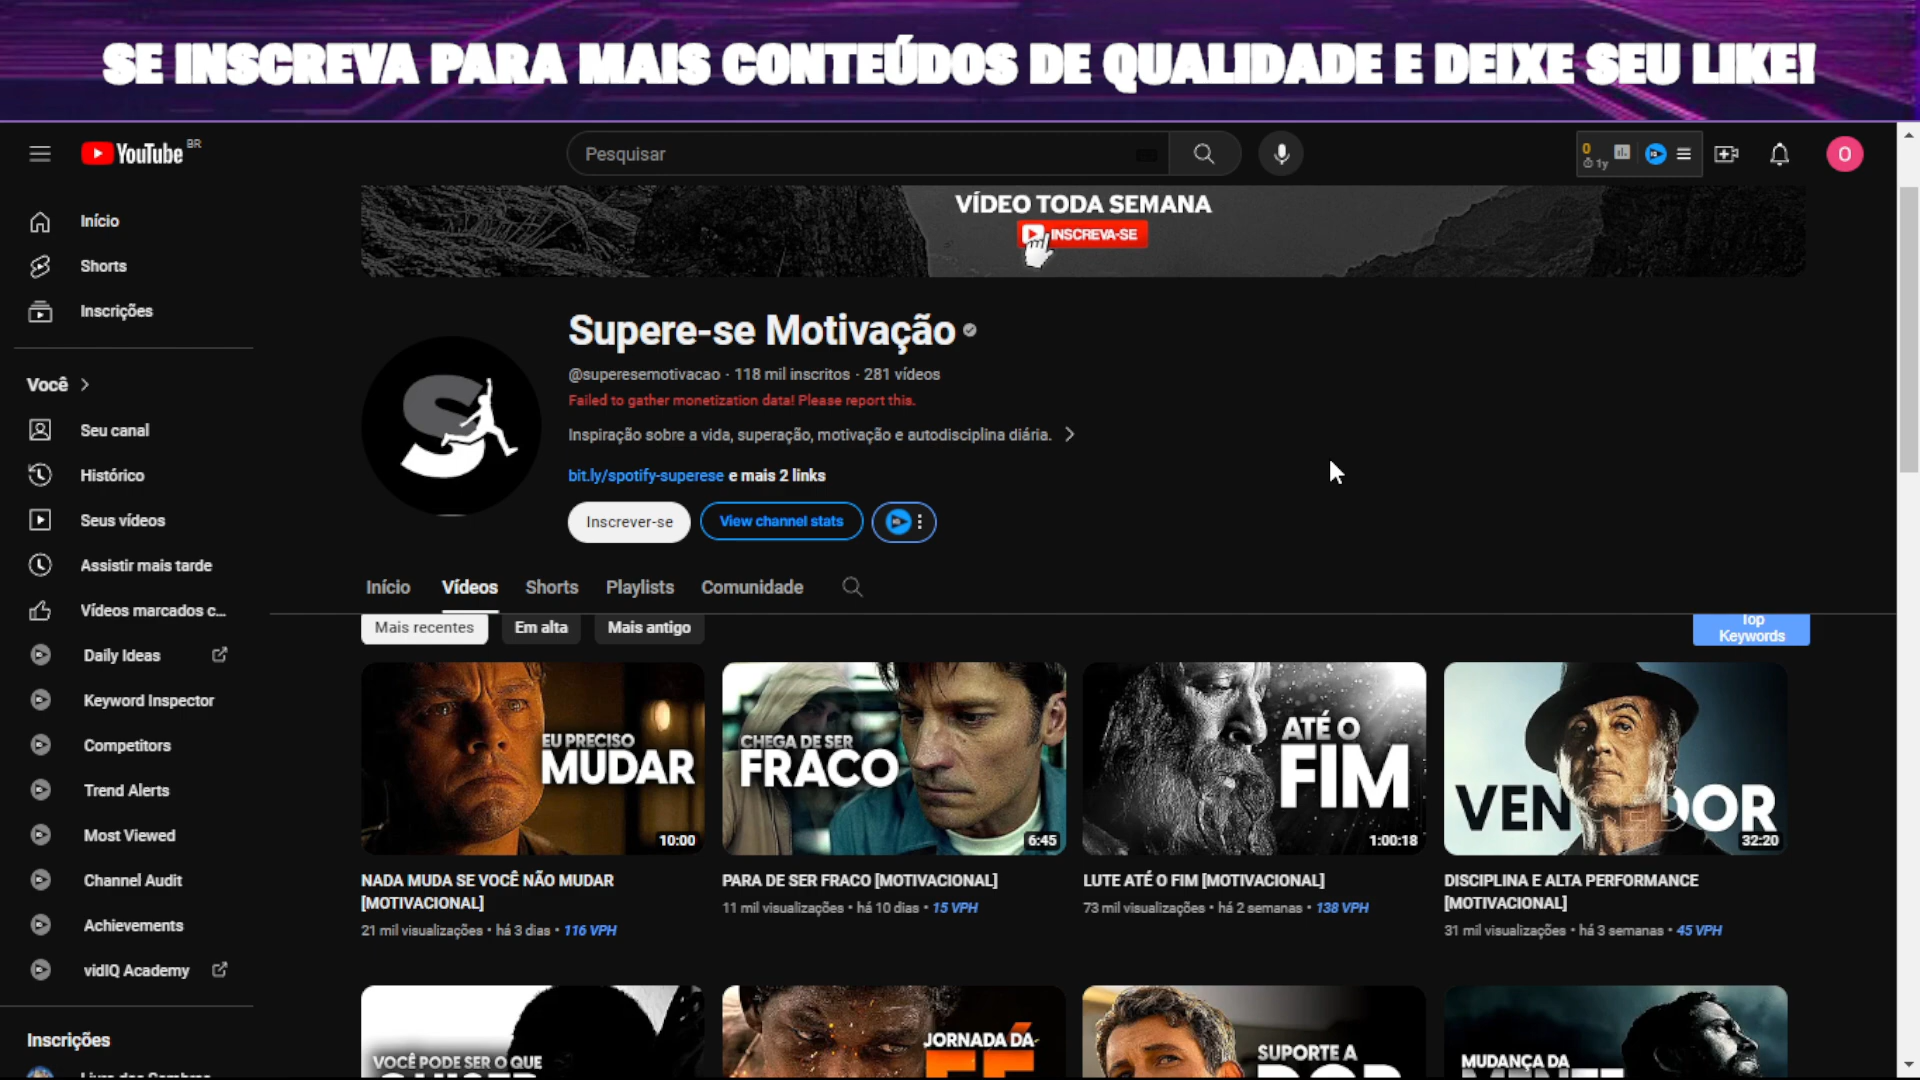 SE INSCREVA PARA MAIS CONTEÚDOS DE QUALIDADE E DEIXE SEU LIKE!
YouTube BR
Pesquisar
0
1y
O
VÍDEO TODA SEMANA
INSCREVA-SE
Início
Shorts
Inscrições
Você
Seu canal
Histórico
Seus vídeos
Assistir mais tarde
Vídeos marcados c...
Daily Ideas
Keyword Inspector
Competitors
Trend Alerts
Most Viewed
Channel Audit
Achievements
vidIQ Academy
Inscrições
Supere-se Motivação
@superesemotivacao · 118 mil inscritos · 281 vídeos
Failed to gather monetization data! Please report this.
Inspiração sobre a vida, superação, motivação e autodisciplina diária.
bit.ly/spotify-superese e mais 2 links
Inscrever-se
View channel stats
Início Vídeos Shorts Playlists Comunidade
Mais recentes Em alta Mais antigo
Top
Keywords
EU PRECISO
MUDAR
10:00
CHEGA DE SER
FRACO
6:45
ATÉ O
FIM
1:00:18
VENCEDOR
32:20
NADA MUDA SE VOCÊ NÃO MUDAR
[MOTIVACIONAL]
21 mil visualizações • há 3 dias • 116 VPH
PARA DE SER FRACO [MOTIVACIONAL]
11 mil visualizações • há 10 dias • 15 VPH
LUTE ATÉ O FIM [MOTIVACIONAL]
73 mil visualizações • há 2 semanas • 138 VPH
DISCIPLINA E ALTA PERFORMANCE
[MOTIVACIONAL]
31 mil visualizações • há 3 semanas • 45 VPH
VOCÊ PODE SER O QUE
JORNADA DA
FÉ
SUPORTE A
DOR
MUDANÇA DA
MENTE